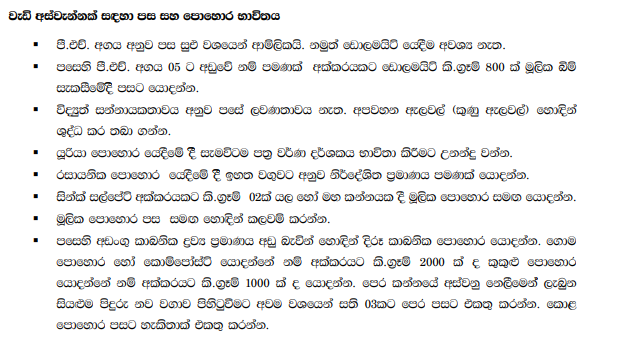 වැඩි අස්වැන්නක් සඳහා පස සහ පොහොර භාවිතය
▪ පී.එච්. අගය අනුව පස සුළු වශයෙන් ආම්ලිකයි. නමුත් ඩොලමයිට් යෙදීම අවශ්‍ය නැත.
▪ පසෙහි පී.එච්. අගය 05 ට අඩුවේ නම් පමණක් අක්කරයකට ඩොලමයිට් කි.ග්‍රෑම් 800 ක් මූලික බිම්
සැකසීමේදී පසට යොදන්න.
▪ විද්‍යුත් සන්නායකතාවය අනුව පසේ ලවණතාවය නැත. අපවහන ඇලවල් (කුණු ඇලවල්) හොඳින්
ශුද්ධ කර තබා ගන්න.
▪ යූරියා පොහොර යෙදීමේ දී සැමවිටම පත්‍ර වර්ණ දර්ශකය භාවිතා කිරීමට උනන්දු වන්න.
▪ රසායනික පොහොර යෙදීමේ දී ඉහත වගුවට අනුව නිර්දේශිත ප්‍රමාණය පමණක් යොදන්න.
▪ සින්ක් සල්පේට් අක්කරයකට කි.ග්‍රෑම් 02ක් යල හෝ මහ කන්නයක දී මූලික පොහොර සමඟ යොදන්න.
▪ මූලික පොහොර පස සමඟ හොඳින් කලවම් කරන්න.
▪ පසෙහි අඩංගු කාබනික ද්‍රව්‍ය ප්‍රමාණය අඩු බැවින් හොඳින් දිරූ කාබනික පොහොර යොදන්න. ගොම
පොහොර හෝ කොම්පෝස්ට් යොදන්නේ නම් අක්කරයට කි.ග්‍රෑම් 2000 ක් ද කුකුළු පොහොර
යොදන්නේ නම් අක්කරයට කි.ග්‍රෑම් 1000 ක් ද යොදන්න. පෙර කන්නයේ අස්වනු නෙලීමෙන් ලැබුන
සියළුම පිදුරු නව වගාව පිහිටුවීමට අවම වශයෙන් සති 03කට පෙර පසට එකතු කරන්න. කොළ
පොහොර පසට හැකිතාක් එකතු කරන්න.